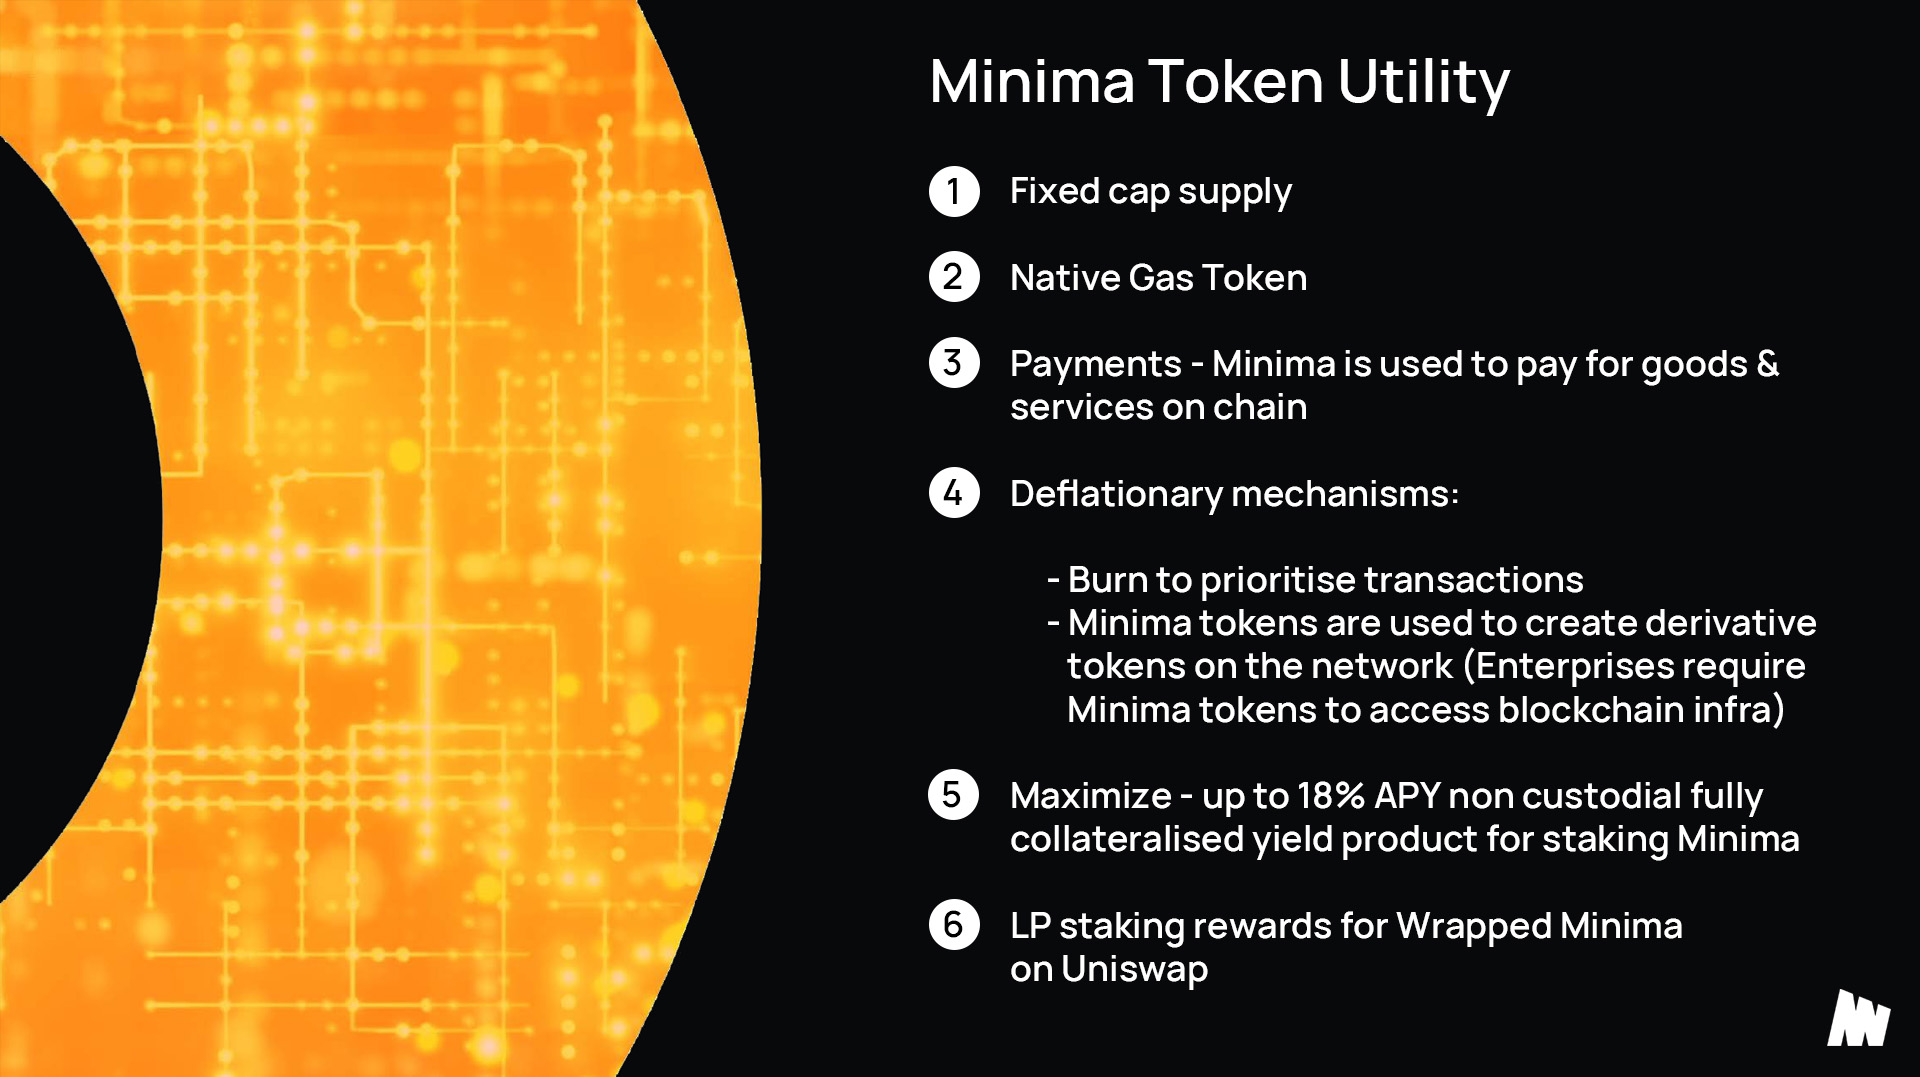 Minima Token Utility
1 Fixed cap supply
2 Native Gas Token
3 Payments - Minima is used to pay for goods &
services on chain
4 Deflationary mechanisms:
- Burn to prioritise transactions
- Minima tokens are used to create derivative
tokens on the network (Enterprises require
Minima tokens to access blockchain infra)
5 Maximize - up to 18% APY non custodial fully
collateralised yield product for staking Minima
6 LP staking rewards for Wrapped Minima
on Uniswap